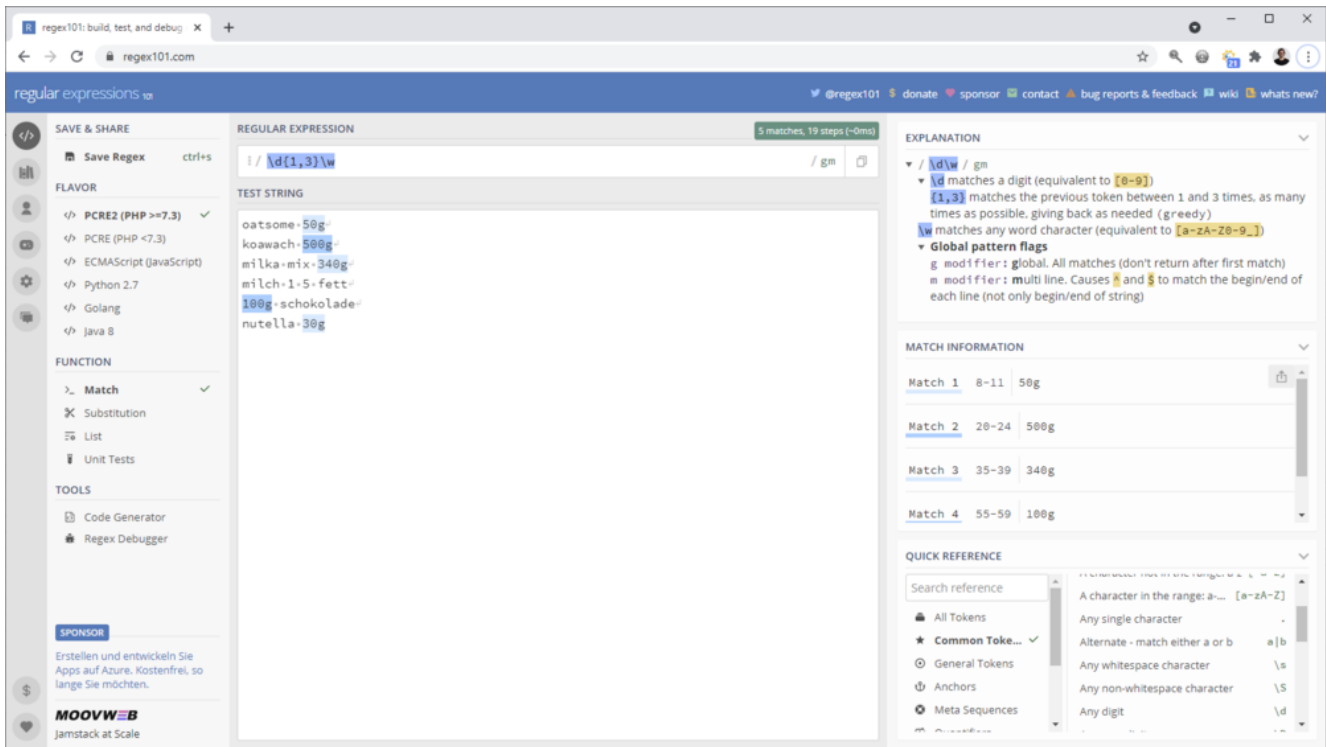 regex101: build, test, and debug
regex101.com
21
regular expressions 101
@regex101 $ donate sponsor contact bug reports & feedback wiki whats new?
SAVE & SHARE
Save Regex ctrl+s
FLAVOR
</> PCRE2 (PHP >=7.3)
</> PCRE (PHP <7.3)
</> ECMAScript (JavaScript)
</> Python 2.7
</> Golang
</> Java 8
FUNCTION
>_ Match
Substitution
List
Unit Tests
TOOLS
Code Generator
Regex Debugger
SPONSOR
Erstellen und entwickeln Sie
Apps auf Azure. Kostenfrei, so
lange Sie möchten.
MOOVWEB
Jamstack at Scale
REGULAR EXPRESSION
5 matches, 19 steps (~0ms)
/ \d{1,3}\w / gm
TEST STRING
oatsome·50g
koawach·500g
milka·mix·340g
milch·1·5·fett
100g·schokolade
nutella·30g
EXPLANATION
/ \d\w / gm
\d matches a digit (equivalent to [0-9])
{1,3} matches the previous token between 1 and 3 times, as many
times as possible, giving back as needed (greedy)
\w matches any word character (equivalent to [a-zA-Z0-9_])
Global pattern flags
g modifier: global. All matches (don't return after first match)
m modifier: multi line. Causes ^ and $ to match the begin/end of
each line (not only begin/end of string)
MATCH INFORMATION
Match 1 8-11 50g
Match 2 20-24 500g
Match 3 35-39 340g
Match 4 55-59 100g
QUICK REFERENCE
Search reference
All Tokens
Common Toke...
General Tokens
Anchors
Meta Sequences
A character in the range: a-... [a-zA-Z]
Any single character .
Alternate - match either a or b a|b
Any whitespace character \s
Any non-whitespace character \S
Any digit \d